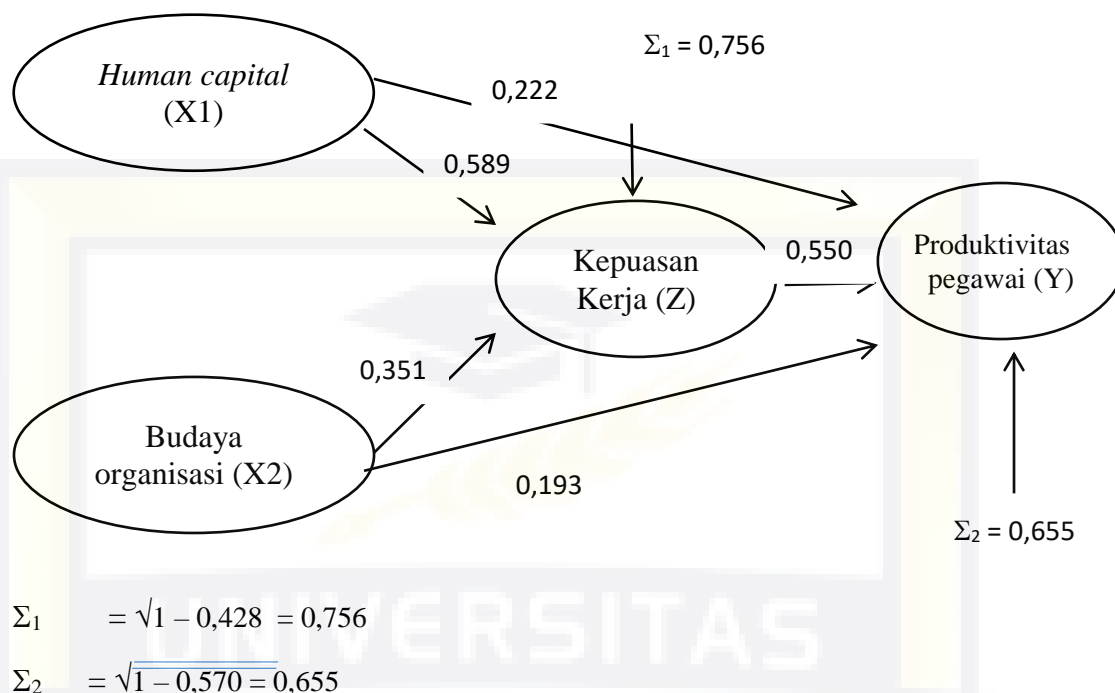 Σ₁ = 0,756
Human capital
(X1)
0,222
0,589
Kepuasan
Kerja (Z)
0,550
Produktivitas
pegawai (Y)
0,351
Budaya
organisasi (X2)
0,193
Σ₂ = 0,655
Σ₁ = √1 – 0,428 = 0,756
UNIVERSITAS
Σ₂ = √1 – 0,570 = 0,655